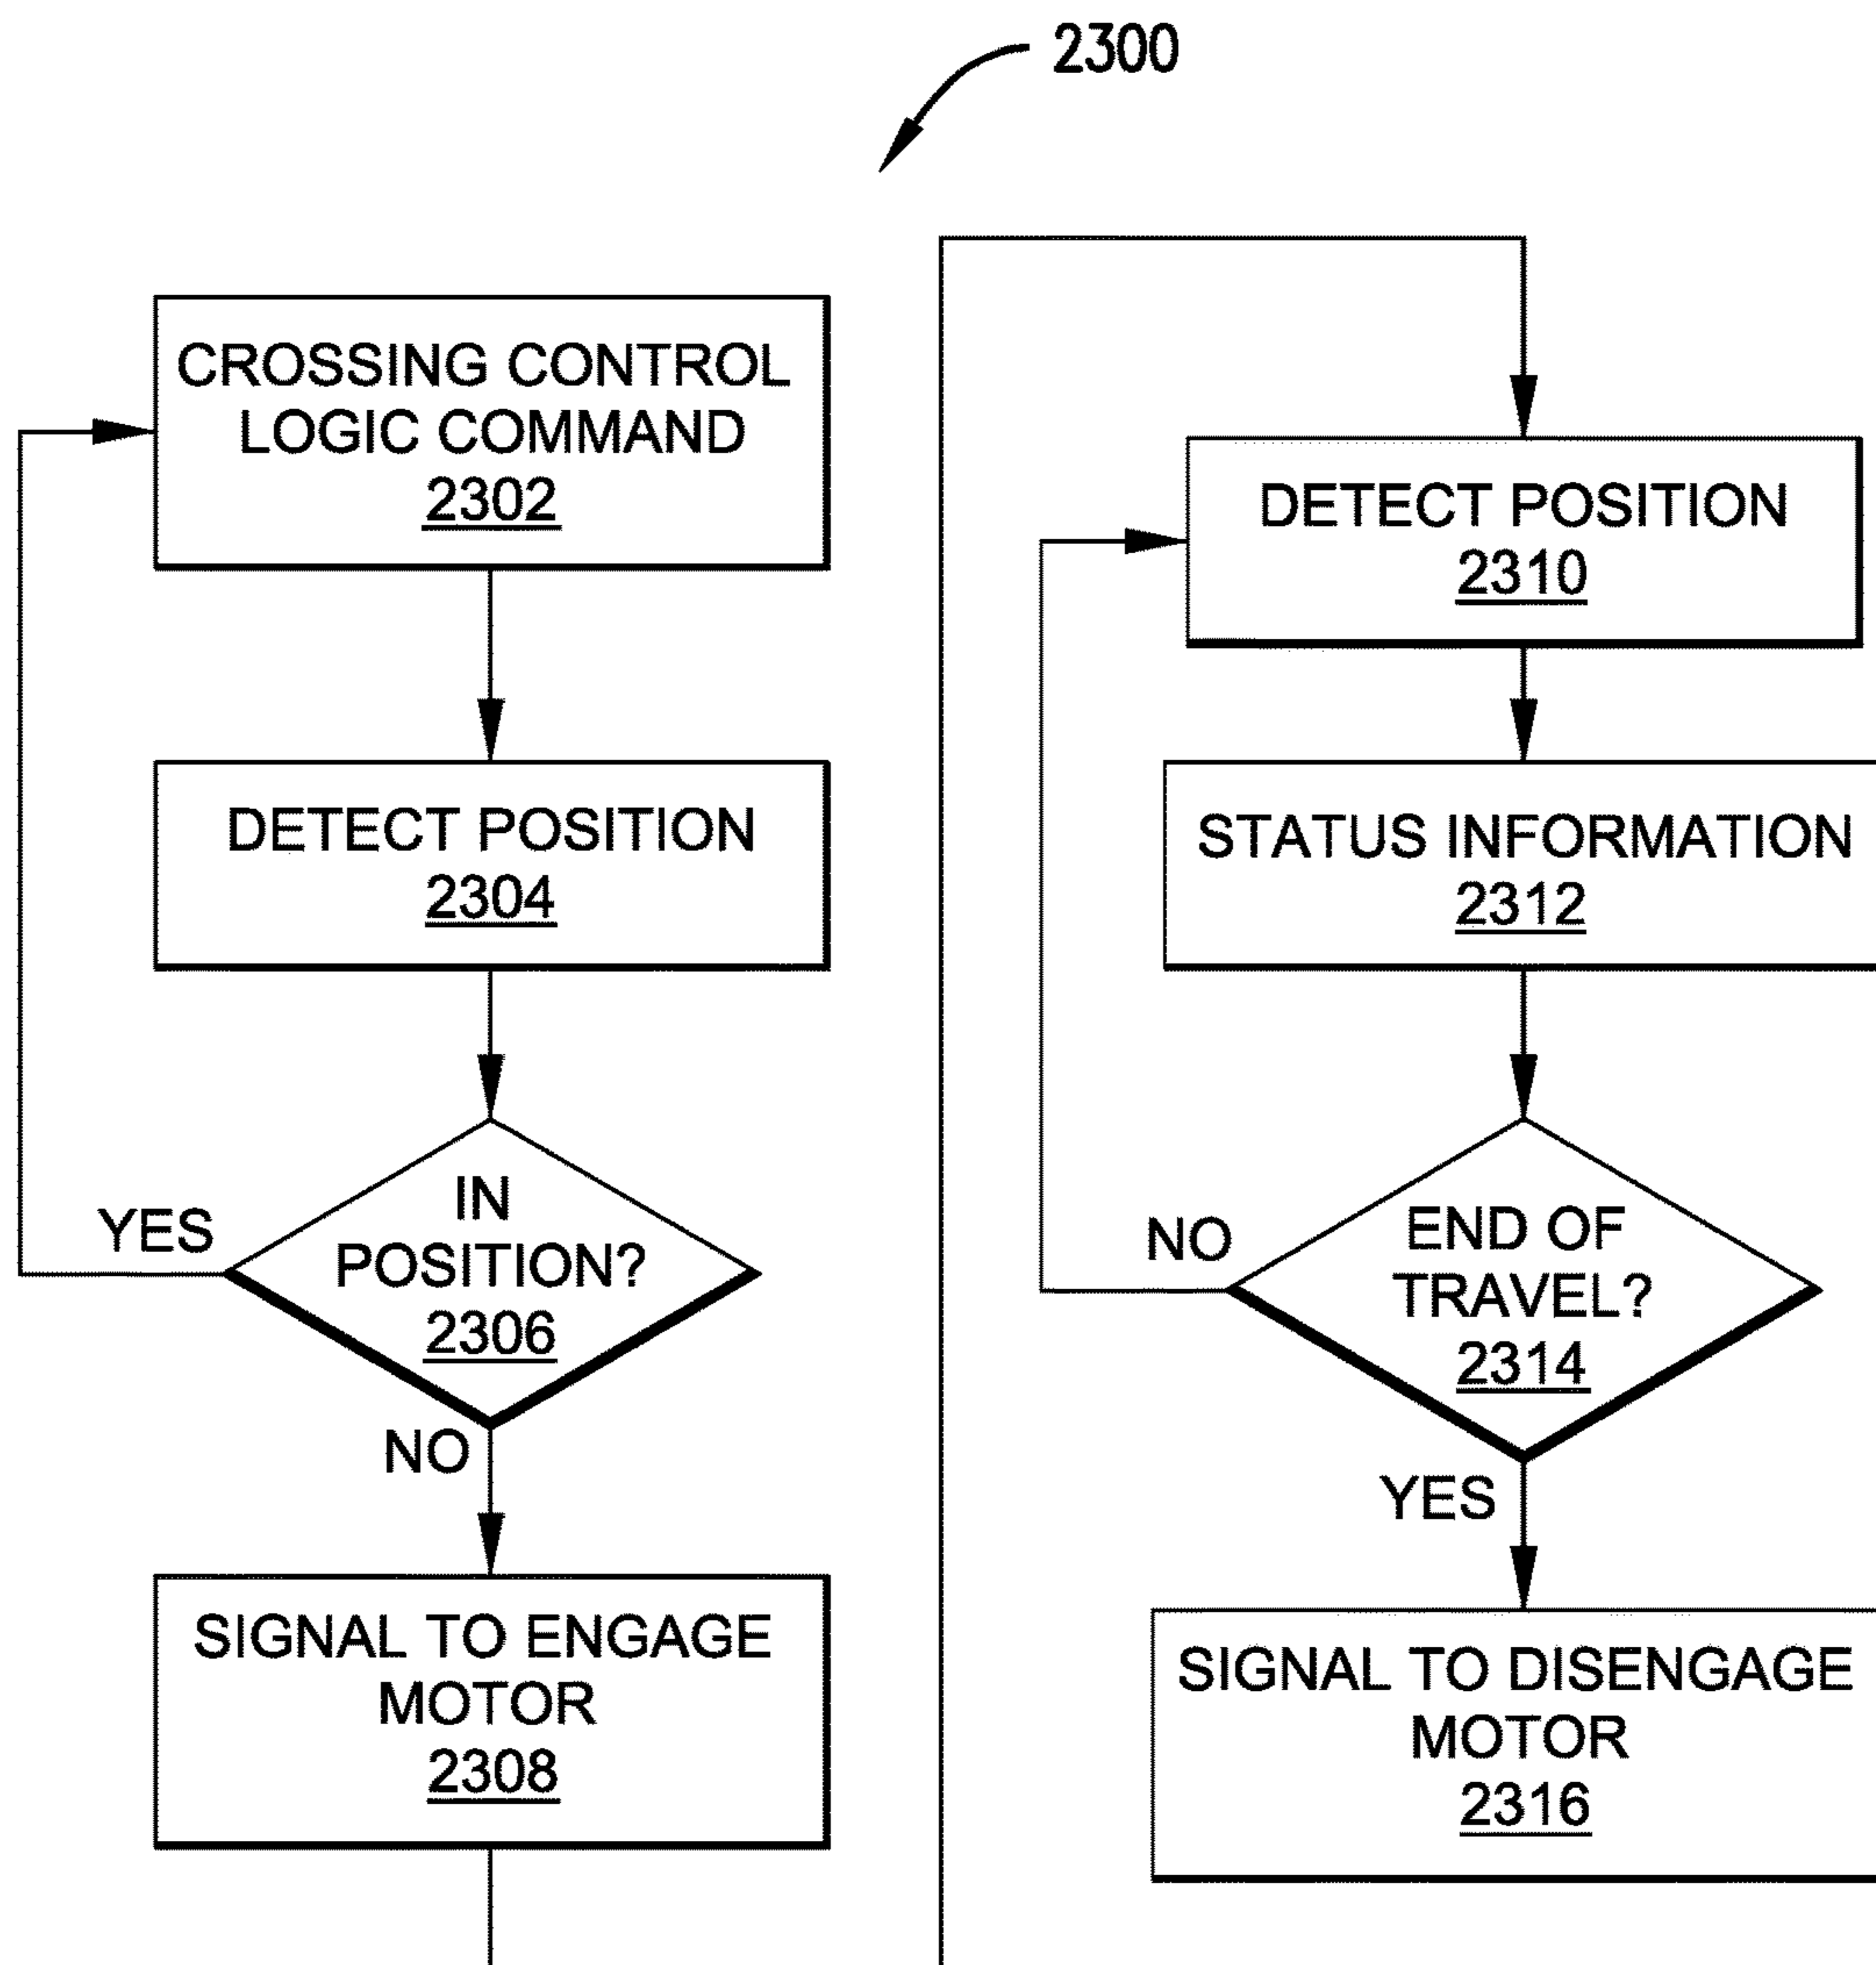 2300
CROSSING CONTROL
LOGIC COMMAND
2302
DETECT POSITION
2304
IN
POSITION?
2306
YES
NO
SIGNAL TO ENGAGE
MOTOR
2308
DETECT POSITION
2310
STATUS INFORMATION
2312
END OF
TRAVEL?
2314
NO
YES
SIGNAL TO DISENGAGE
MOTOR
2316